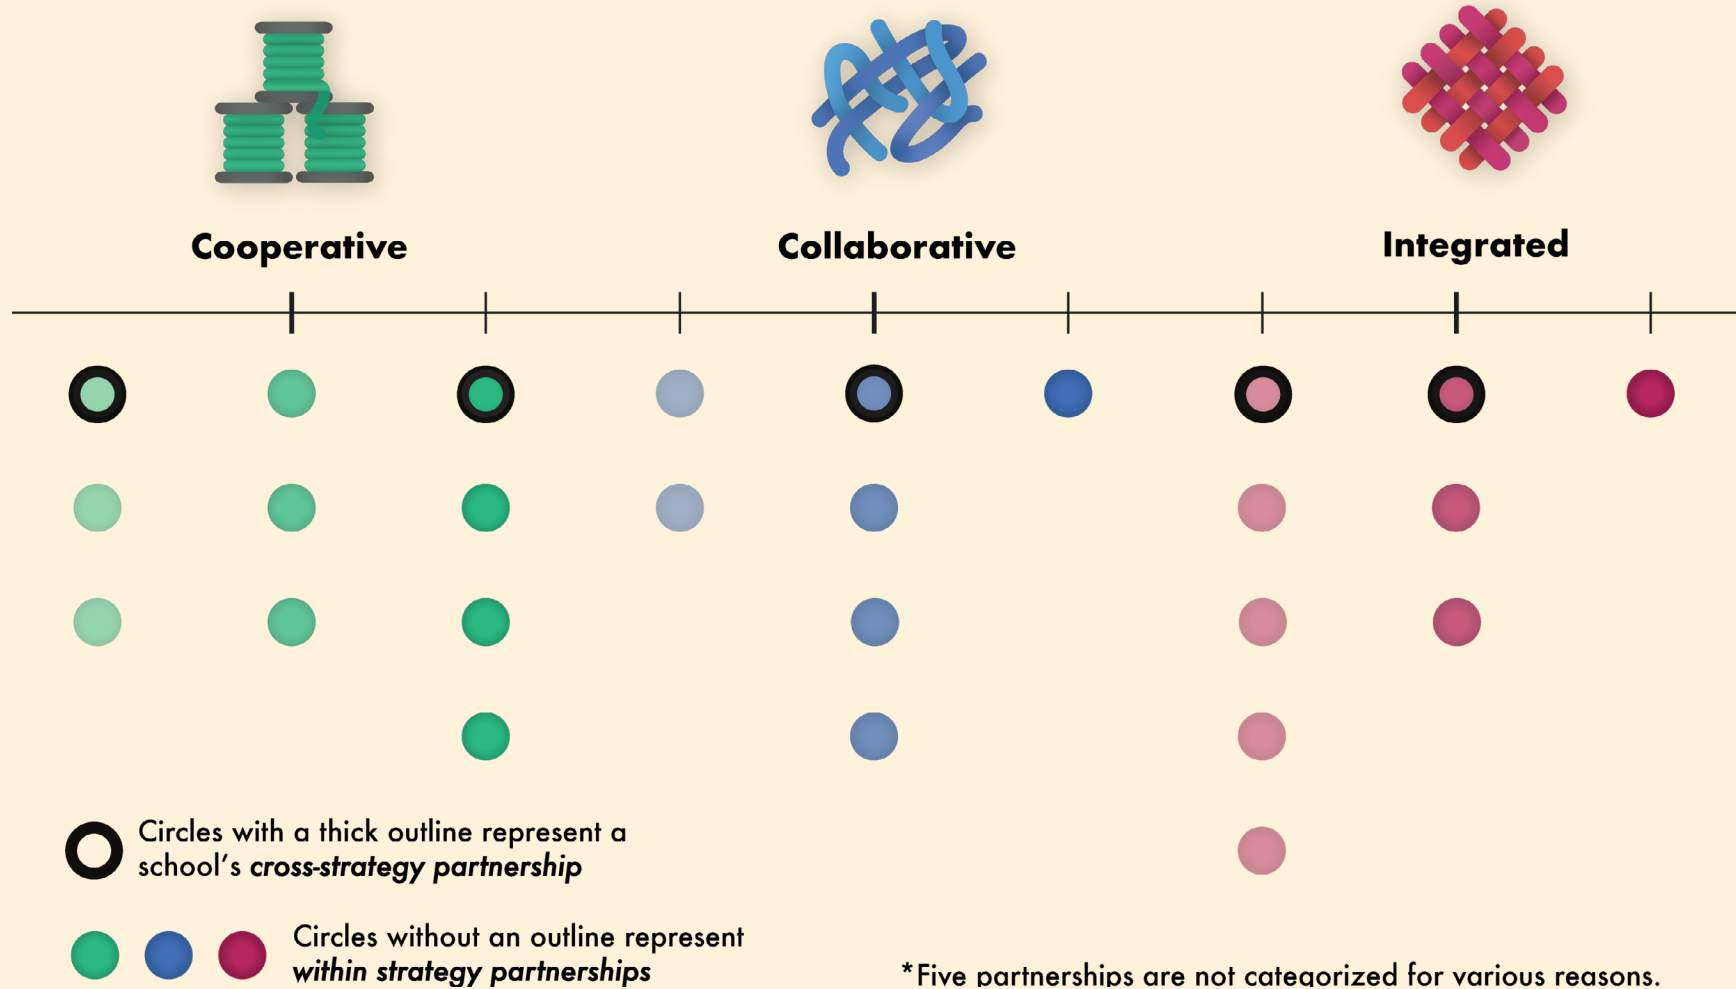 Cooperative
Collaborative
Integrated
Circles with a thick outline represent a
school's cross-strategy partnership
Circles without an outline represent
within strategy partnerships
*Five partnerships are not categorized for various reasons.